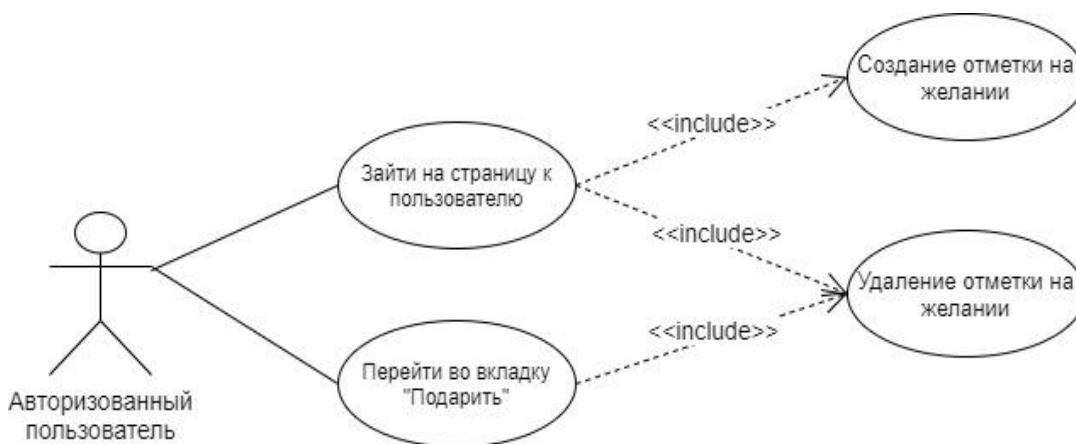 Создание отметки на
желании
<<include>>
Зайти на страницу к
пользователю
<<include>>
Удаление отметки на
желании
<<include>>
Перейти во вкладку
"Подарить"
Авторизованный
пользователь